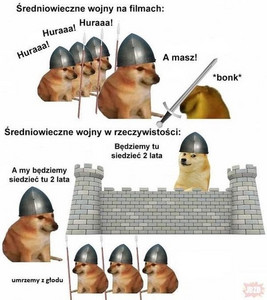 Średniowieczne wojny na filmach:
Huraaa!
Huraaa!
Huraaa!
A masz!
*bonk*
Średniowieczne wojny w rzeczywistości:
Będziemy tu
siedzieć 2 lata
A my będziemy
siedzieć tu 2 lata
umrzemy z głodu